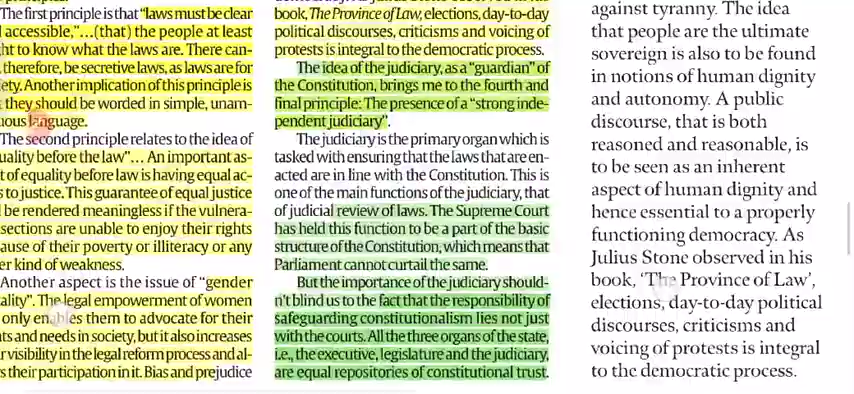 The first principle is that “laws must be clear
accessible,”...(that) the people at least
ht to know what the laws are. There can-
therefore, be secretive laws, as laws are for
ety. Another implication of this principle is
they should be worded in simple, unam-
uous language.
The second principle relates to the idea of
uality before the law”... An important as-
t of equality before law is having equal ac-
s to justice. This guarantee of equal justice
be rendered meaningless if the vulnera-
sections are unable to enjoy their rights
ause of their poverty or illiteracy or any
er kind of weakness.
Another aspect is the issue of “gender
ality”. The legal empowerment of women
only enables them to advocate for their
ts and needs in society, but it also increases
r visibility in the legal reform process and al-
s their participation in it. Bias and prejudice
book, The Province of Law, elections, day-to-day
political discourses, criticisms and voicing of
protests is integral to the democratic process.
The idea of the judiciary, as a “guardian” of
the Constitution, brings me to the fourth and
final principle: The presence of a “strong inde-
pendent judiciary”.
The judiciary is the primary organ which is
tasked with ensuring that the laws that are en-
acted are in line with the Constitution. This is
one of the main functions of the judiciary, that
of judicial review of laws. The Supreme Court
has held this function to be a part of the basic
structure of the Constitution, which means that
Parliament cannot curtail the same.
But the importance of the judiciary should-
n’t blind us to the fact that the responsibility of
safeguarding constitutionalism lies not just
with the courts. All the three organs of the state,
i.e., the executive, legislature and the judiciary,
are equal repositories of constitutional trust.
against tyranny. The idea
that people are the ultimate
sovereign is also to be found
in notions of human dignity
and autonomy. A public
discourse, that is both
reasoned and reasonable, is
to be seen as an inherent
aspect of human dignity and
hence essential to a properly
functioning democracy. As
Julius Stone observed in his
book, ‘The Province of Law’,
elections, day-to-day political
discourses, criticisms and
voicing of protests is integral
to the democratic process.